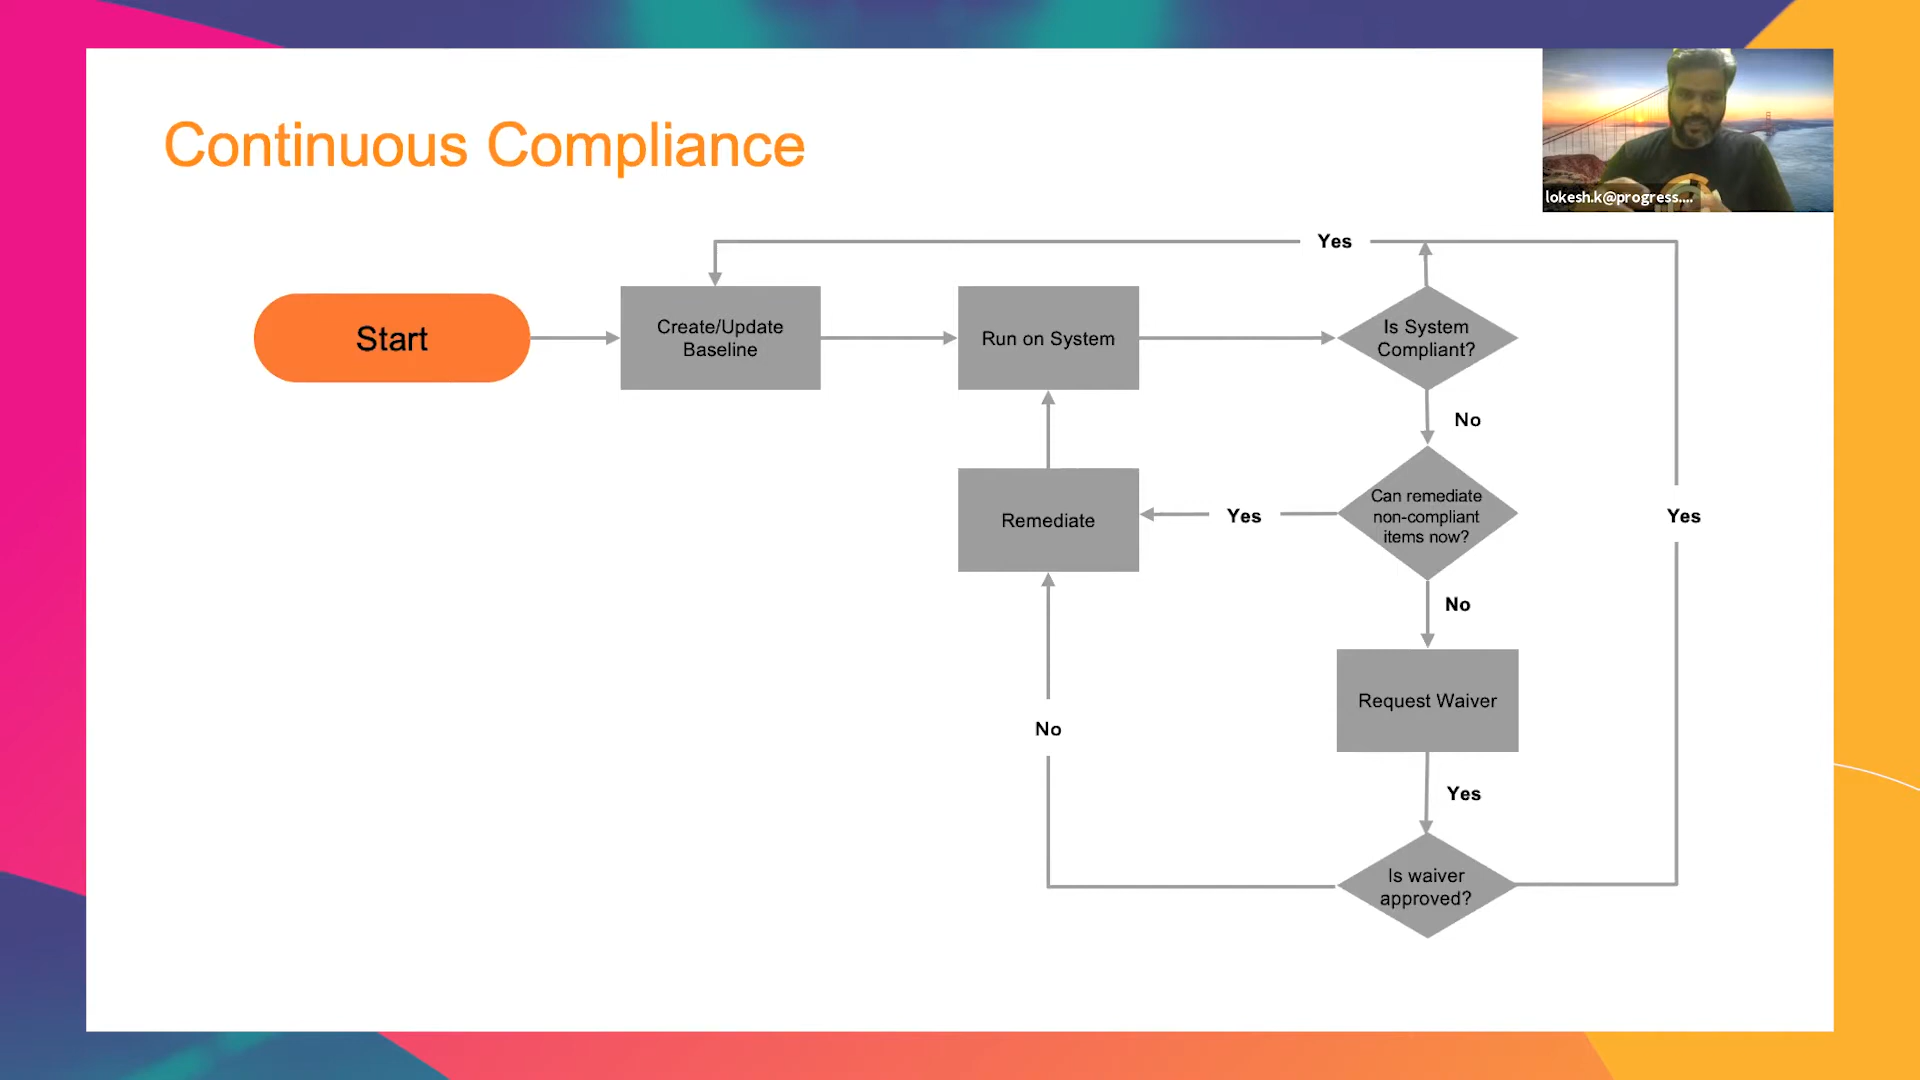 Continuous Compliance
lokesh.k@progress....
Yes
Start
Create/Update
Baseline
Run on System
Is System
Compliant?
No
Can remediate
non-compliant
items now?
Yes
Remediate
Yes
No
Request Waiver
No
Yes
Is waiver
approved?